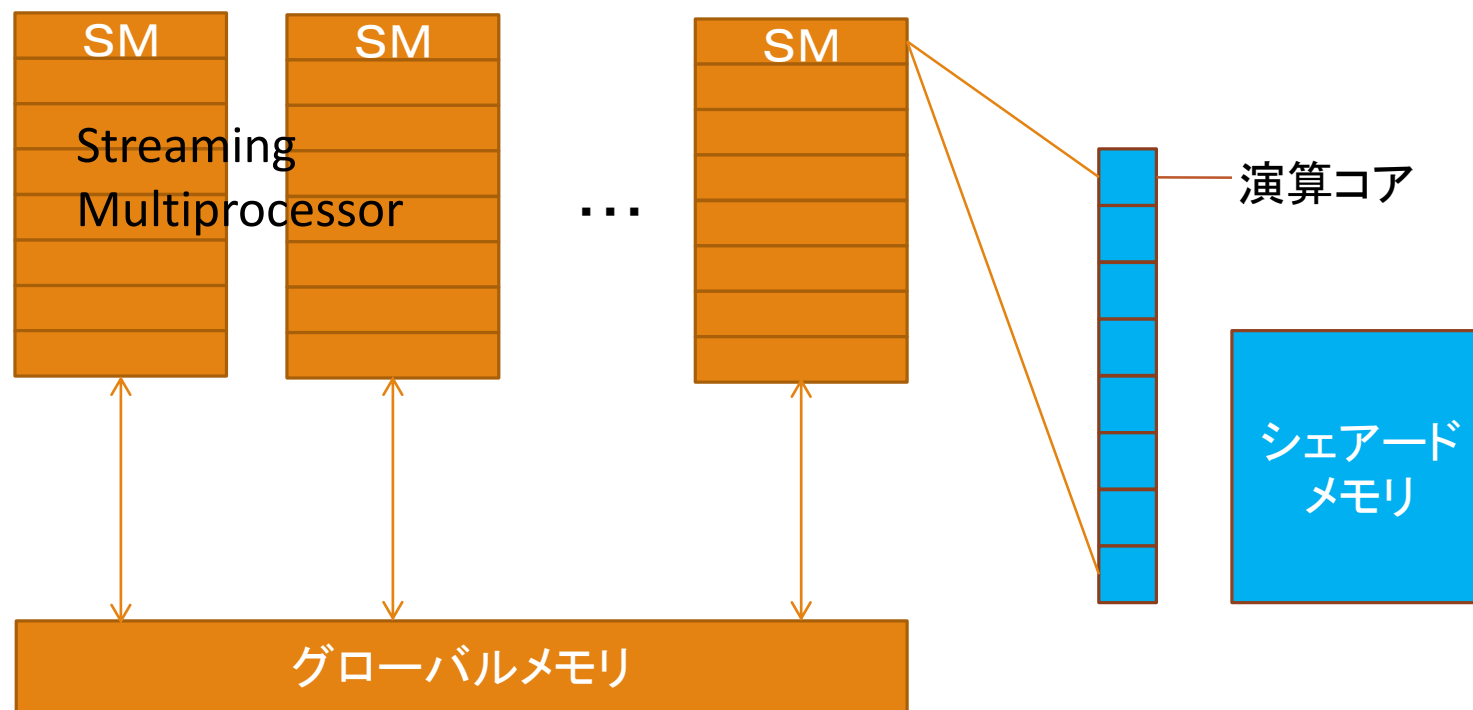 SM
SM
SM
Streaming
Multiprocessor
...
演算コア
シェアード
メモリ
グローバルメモリ